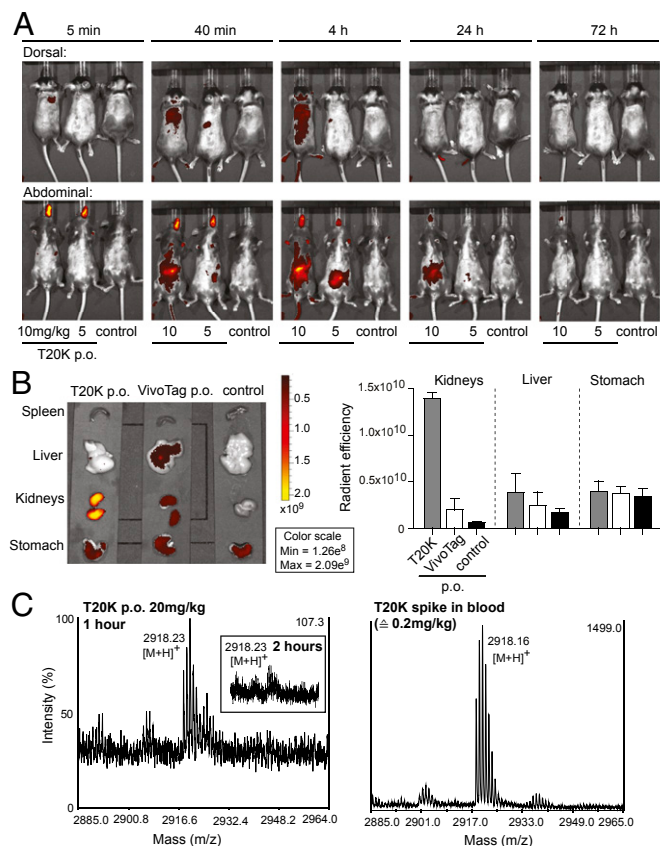 A
5 min 40 min 4 h 24 h 72 h
Dorsal:
Abdominal:
10mg/kg 5 control 10 5 control 10 5 control 10 5 control 10 5 control
T20K p.o.
B
T20K p.o. VivoTag p.o. control
Spleen
Liver
Kidneys
Stomach
0.5
1.0
1.5
2.0
x10⁹
Color scale
Min = 1.26e⁸
Max = 2.09e⁹
Kidneys Liver Stomach
Radient efficiency
1.5x10¹⁰
1.0x10¹⁰
0.5x10¹⁰
0
T20K
VivoTag
control
p.o.
C
T20K p.o. 20mg/kg
1 hour
107.3
2918.23
[M+H]⁺
2918.23 2 hours
[M+H]⁺
Intensity (%)
100
50
0
2885.0 2900.8 2916.6 2932.4 2948.2 2964.0
Mass (m/z)
T20K spike in blood
(≙ 0.2mg/kg)
1499.0
2918.16
[M+H]⁺
2885.0 2901.0 2917.0 2933.0 2949.0 2965.0
Mass (m/z)